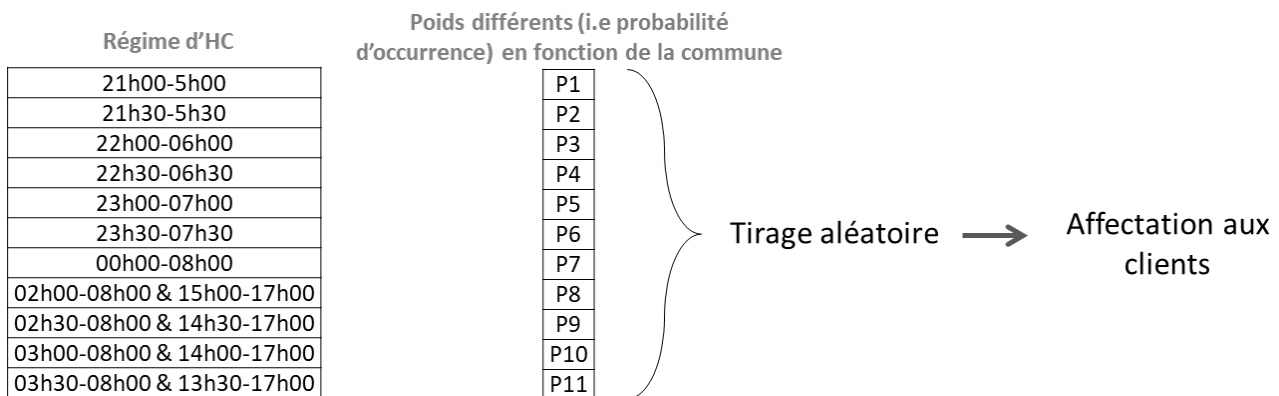 Régime d'HC
Poids différents (i.e probabilité
d'occurrence) en fonction de la commune
21h00-5h00
P1
21h30-5h30
P2
22h00-06h00
P3
22h30-06h30
P4
23h00-07h00
P5
23h30-07h30
P6
00h00-08h00
P7
02h00-08h00 & 15h00-17h00
P8
02h30-08h00 & 14h30-17h00
P9
03h00-08h00 & 14h00-17h00
P10
03h30-08h00 & 13h30-17h00
P11
Tirage aléatoire
Affectation aux
clients